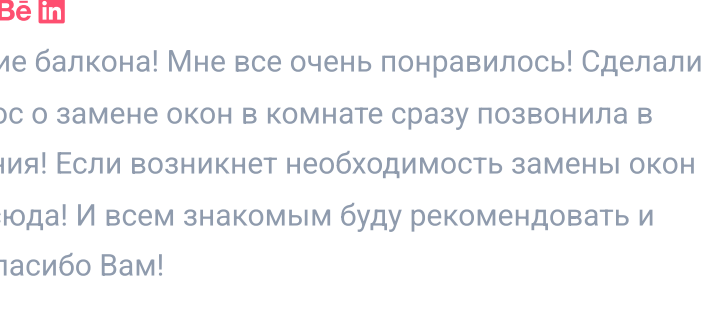 Bē in
ие балкона! Мне все очень понравилось! Сделали
ос о замене окон в комнате сразу позвонила в
ния! Если возникнет необходимость замены окон
сюда! И всем знакомым буду рекомендовать и
пасибо Вам!